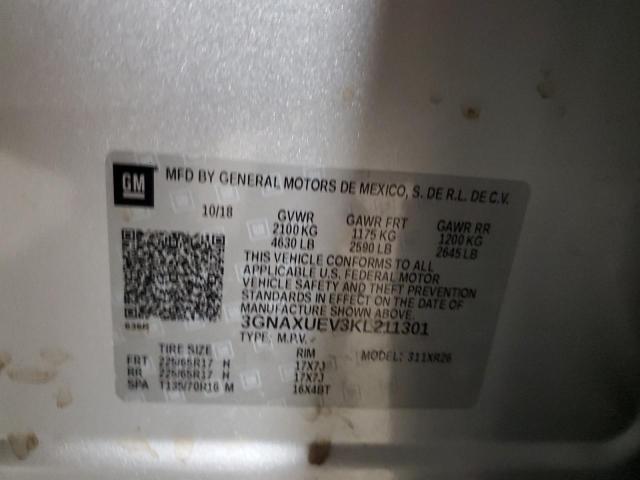 GM
MFD BY GENERAL MOTORS DE MEXICO, S. DE R.L. DE C.V.
10/18 GVWR GAWR FRT GAWR RR
2100 KG 1175 KG 1200 KG
4630 LB 2590 LB 2645 LB
THIS VEHICLE CONFORMS TO ALL
APPLICABLE U.S. FEDERAL MOTOR
VEHICLE SAFETY AND THEFT PREVENTION
STANDARDS IN EFFECT ON THE DATE OF
MANUFACTURE SHOWN ABOVE.
3GNAXUEV3KL211301
TYPE: M.P.V.
TIRE SIZE RIM MODEL: 311XR26
FRT 225/65R17 H 17X7J
RR 225/65R17 H 17X7J
SPA T135/70R16 M 16X4BT